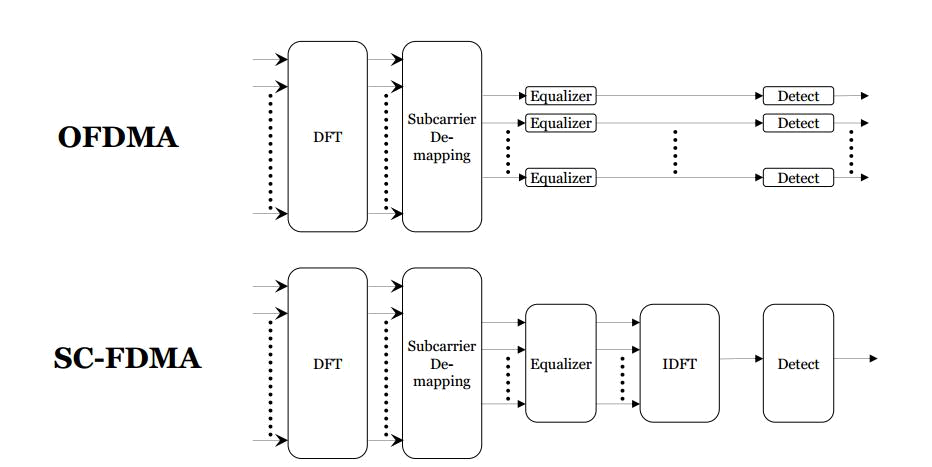 OFDMA
DFT
Subcarrier
De-
mapping
Equalizer
Detect
Equalizer
Detect
Equalizer
Detect
SC-FDMA
DFT
Subcarrier
De-
mapping
Equalizer
IDFT
Detect